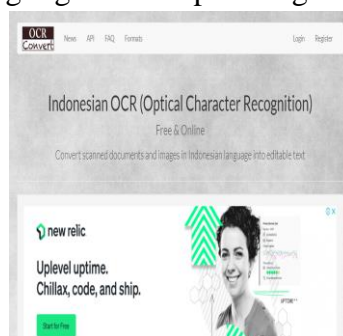 OCR
Convert
News API FAQ Formats
Login Register
Indonesian OCR (Optical Character Recognition)
Free & Online
Convert scanned documents and images in Indonesian language into editable text
new relic
Uplevel uptime.
Chillax, code, and ship.
Start for Free